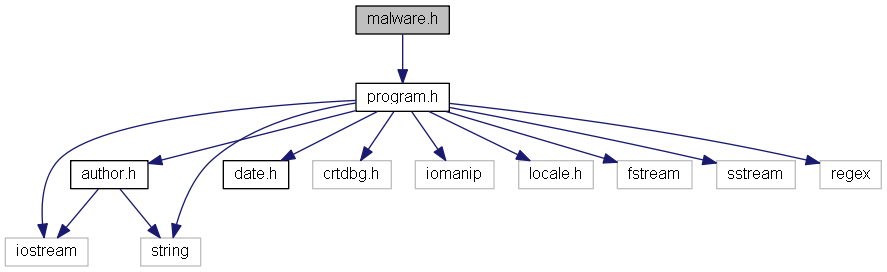 malware.h
program.h
author.h
date.h
crtdbg.h
iomanip
locale.h
fstream
sstream
regex
iostream
string